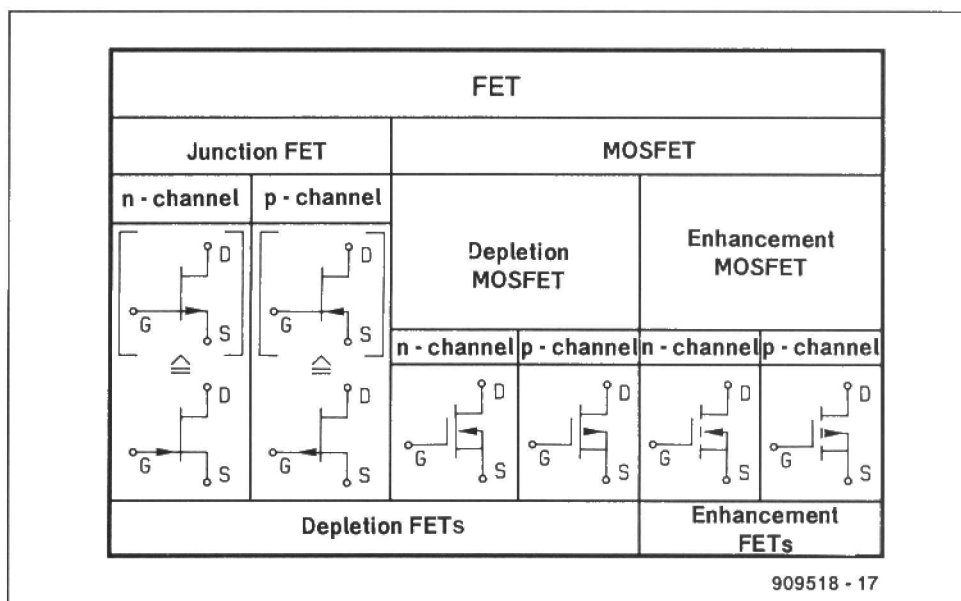 FET
Junction FET
MOSFET
n - channel
p - channel
Depletion
MOSFET
Enhancement
MOSFET
D
G
S
D
G
S
≙
≙
n - channel
p - channel
n - channel
p - channel
D
G
S
D
G
S
D
G
S
D
G
S
D
G
S
D
G
S
Depletion FETs
Enhancement
FETs
909518 - 17